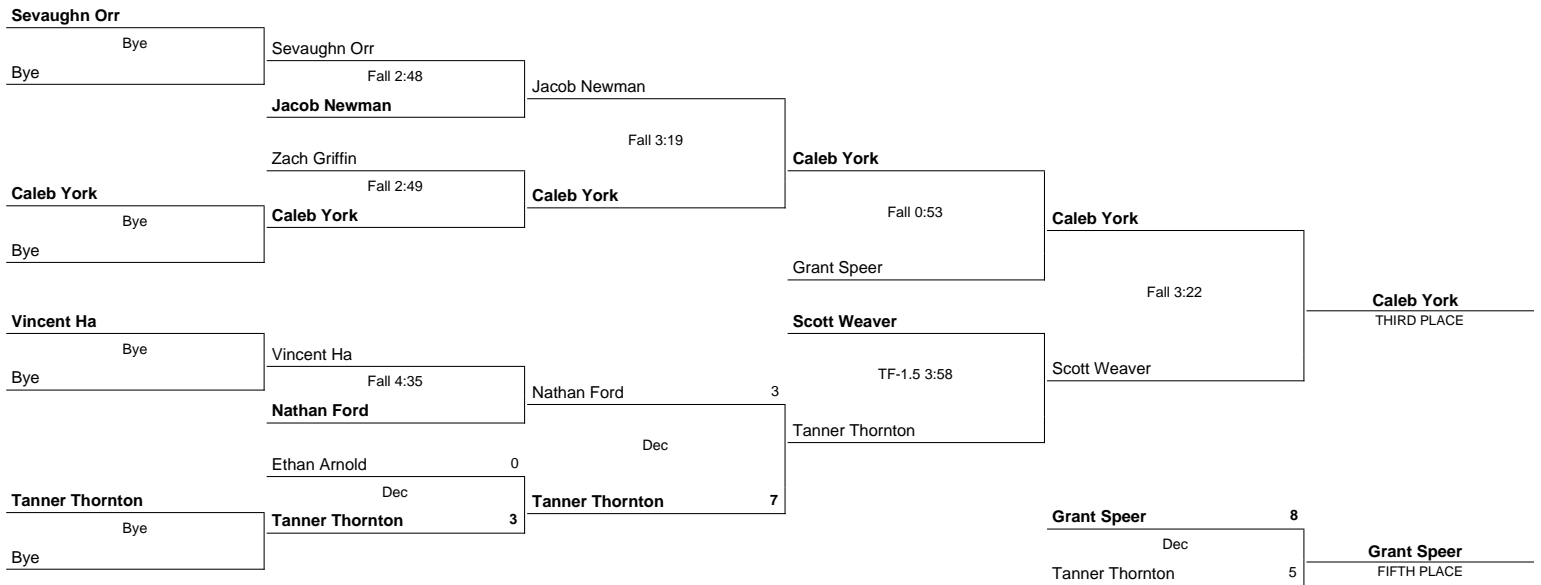 Sevaughn Orr
Bye
Bye
Sevaughn Orr
Fall 2:48
Jacob Newman
Jacob Newman
Fall 3:19
Zach Griffin
Fall 2:49
Caleb York
Caleb York
Caleb York
Bye
Bye
Caleb York
Fall 0:53
Grant Speer
Caleb York
Fall 3:22
Caleb York
THIRD PLACE
Vincent Ha
Bye
Bye
Vincent Ha
Fall 4:35
Nathan Ford
Nathan Ford 3
Dec
Scott Weaver
TF-1.5 3:58
Tanner Thornton
Scott Weaver
Ethan Arnold 0
Dec
Tanner Thornton 3
Tanner Thornton 7
Tanner Thornton
Bye
Bye
Grant Speer 8
Dec
Tanner Thornton 5
Grant Speer
FIFTH PLACE